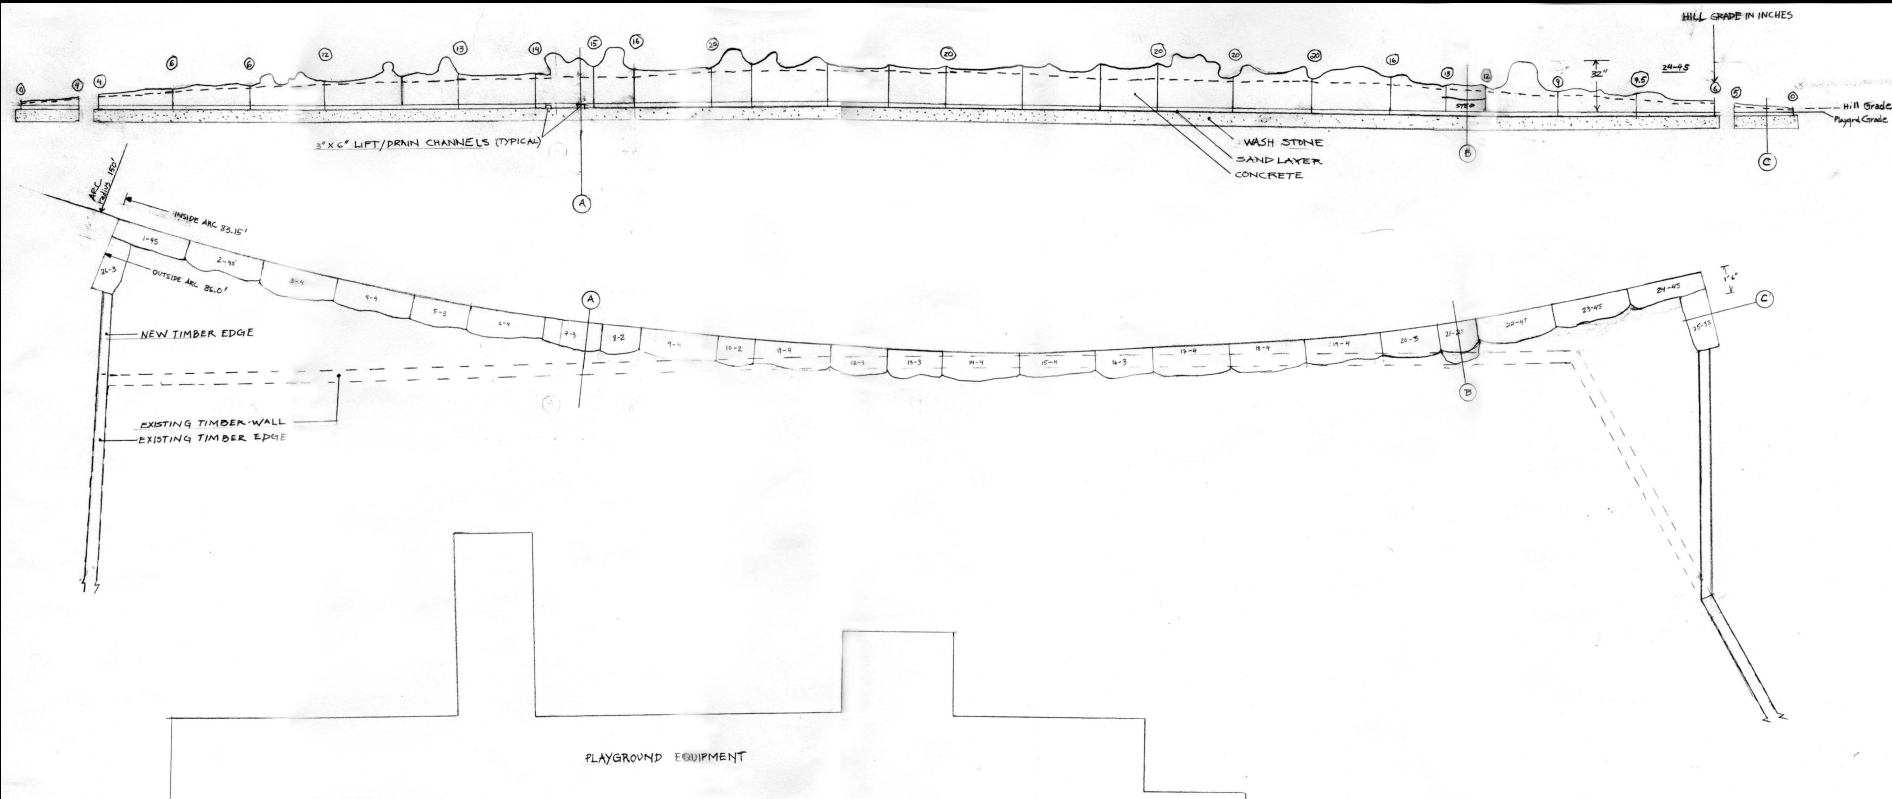 HILL GRADE IN INCHES
0
4
4
6
6
12
13
14
15
16
20
20
20
20
20
16
13
12
32"
9
9.5
24-45
6
5
0
STEP
Hill Grade
Playgrd Grade
3" X 6" LIFT/DRAIN CHANNELS (TYPICAL)
WASH STONE
SAND LAYER
CONCRETE
A
B
C
ARC
radius 150'
INSIDE ARC 83.15'
OUTSIDE ARC 86.0'
1-45
2-45
3-4
4-4
5-3
6-4
7-3
8-2
9-4
10-2
11-4
12-3
13-3
14-4
15-4
16-3
17-4
18-4
19-4
20-3
22-4
23-45
24-45
25-35
26-3
1'6"
A
B
C
NEW TIMBER EDGE
EXISTING TIMBER WALL
EXISTING TIMBER EDGE
PLAYGROUND EQUIPMENT